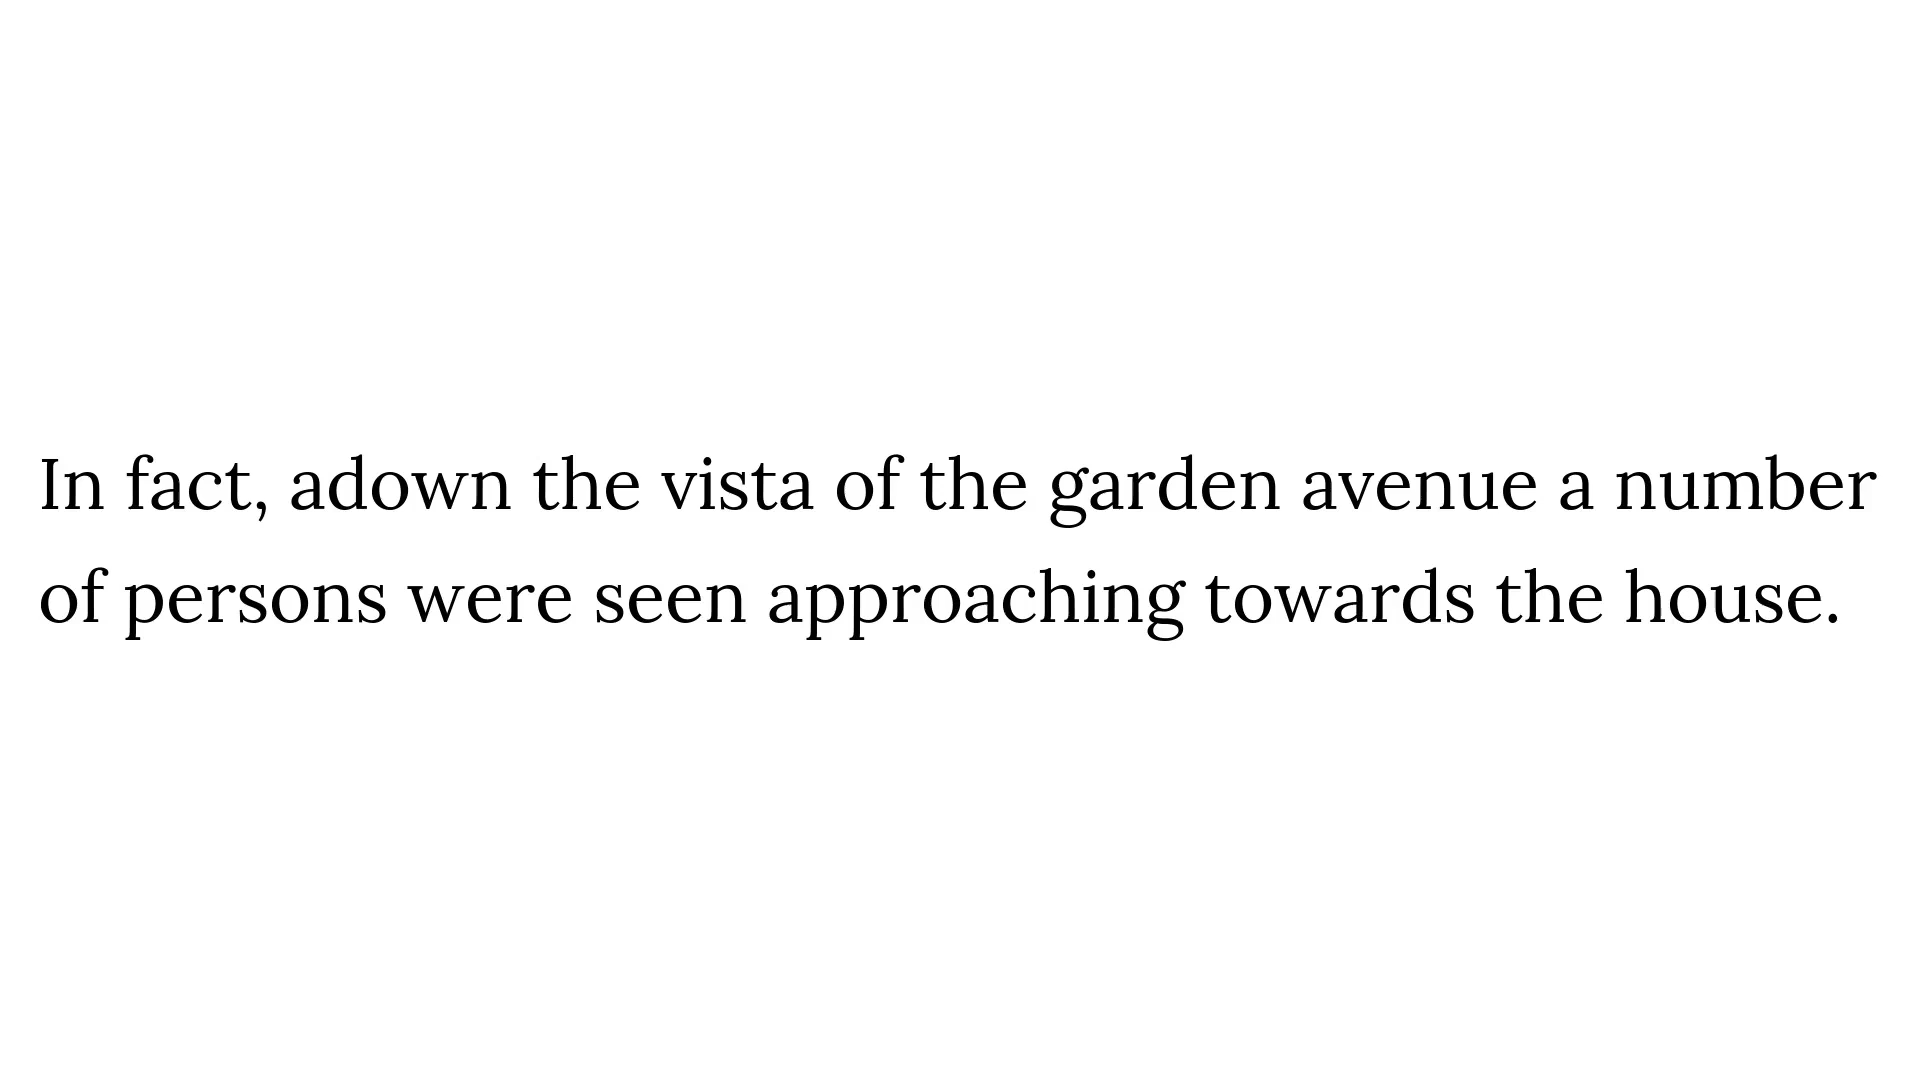 In fact, adown the vista of the garden avenue a number
of persons were seen approaching towards the house.